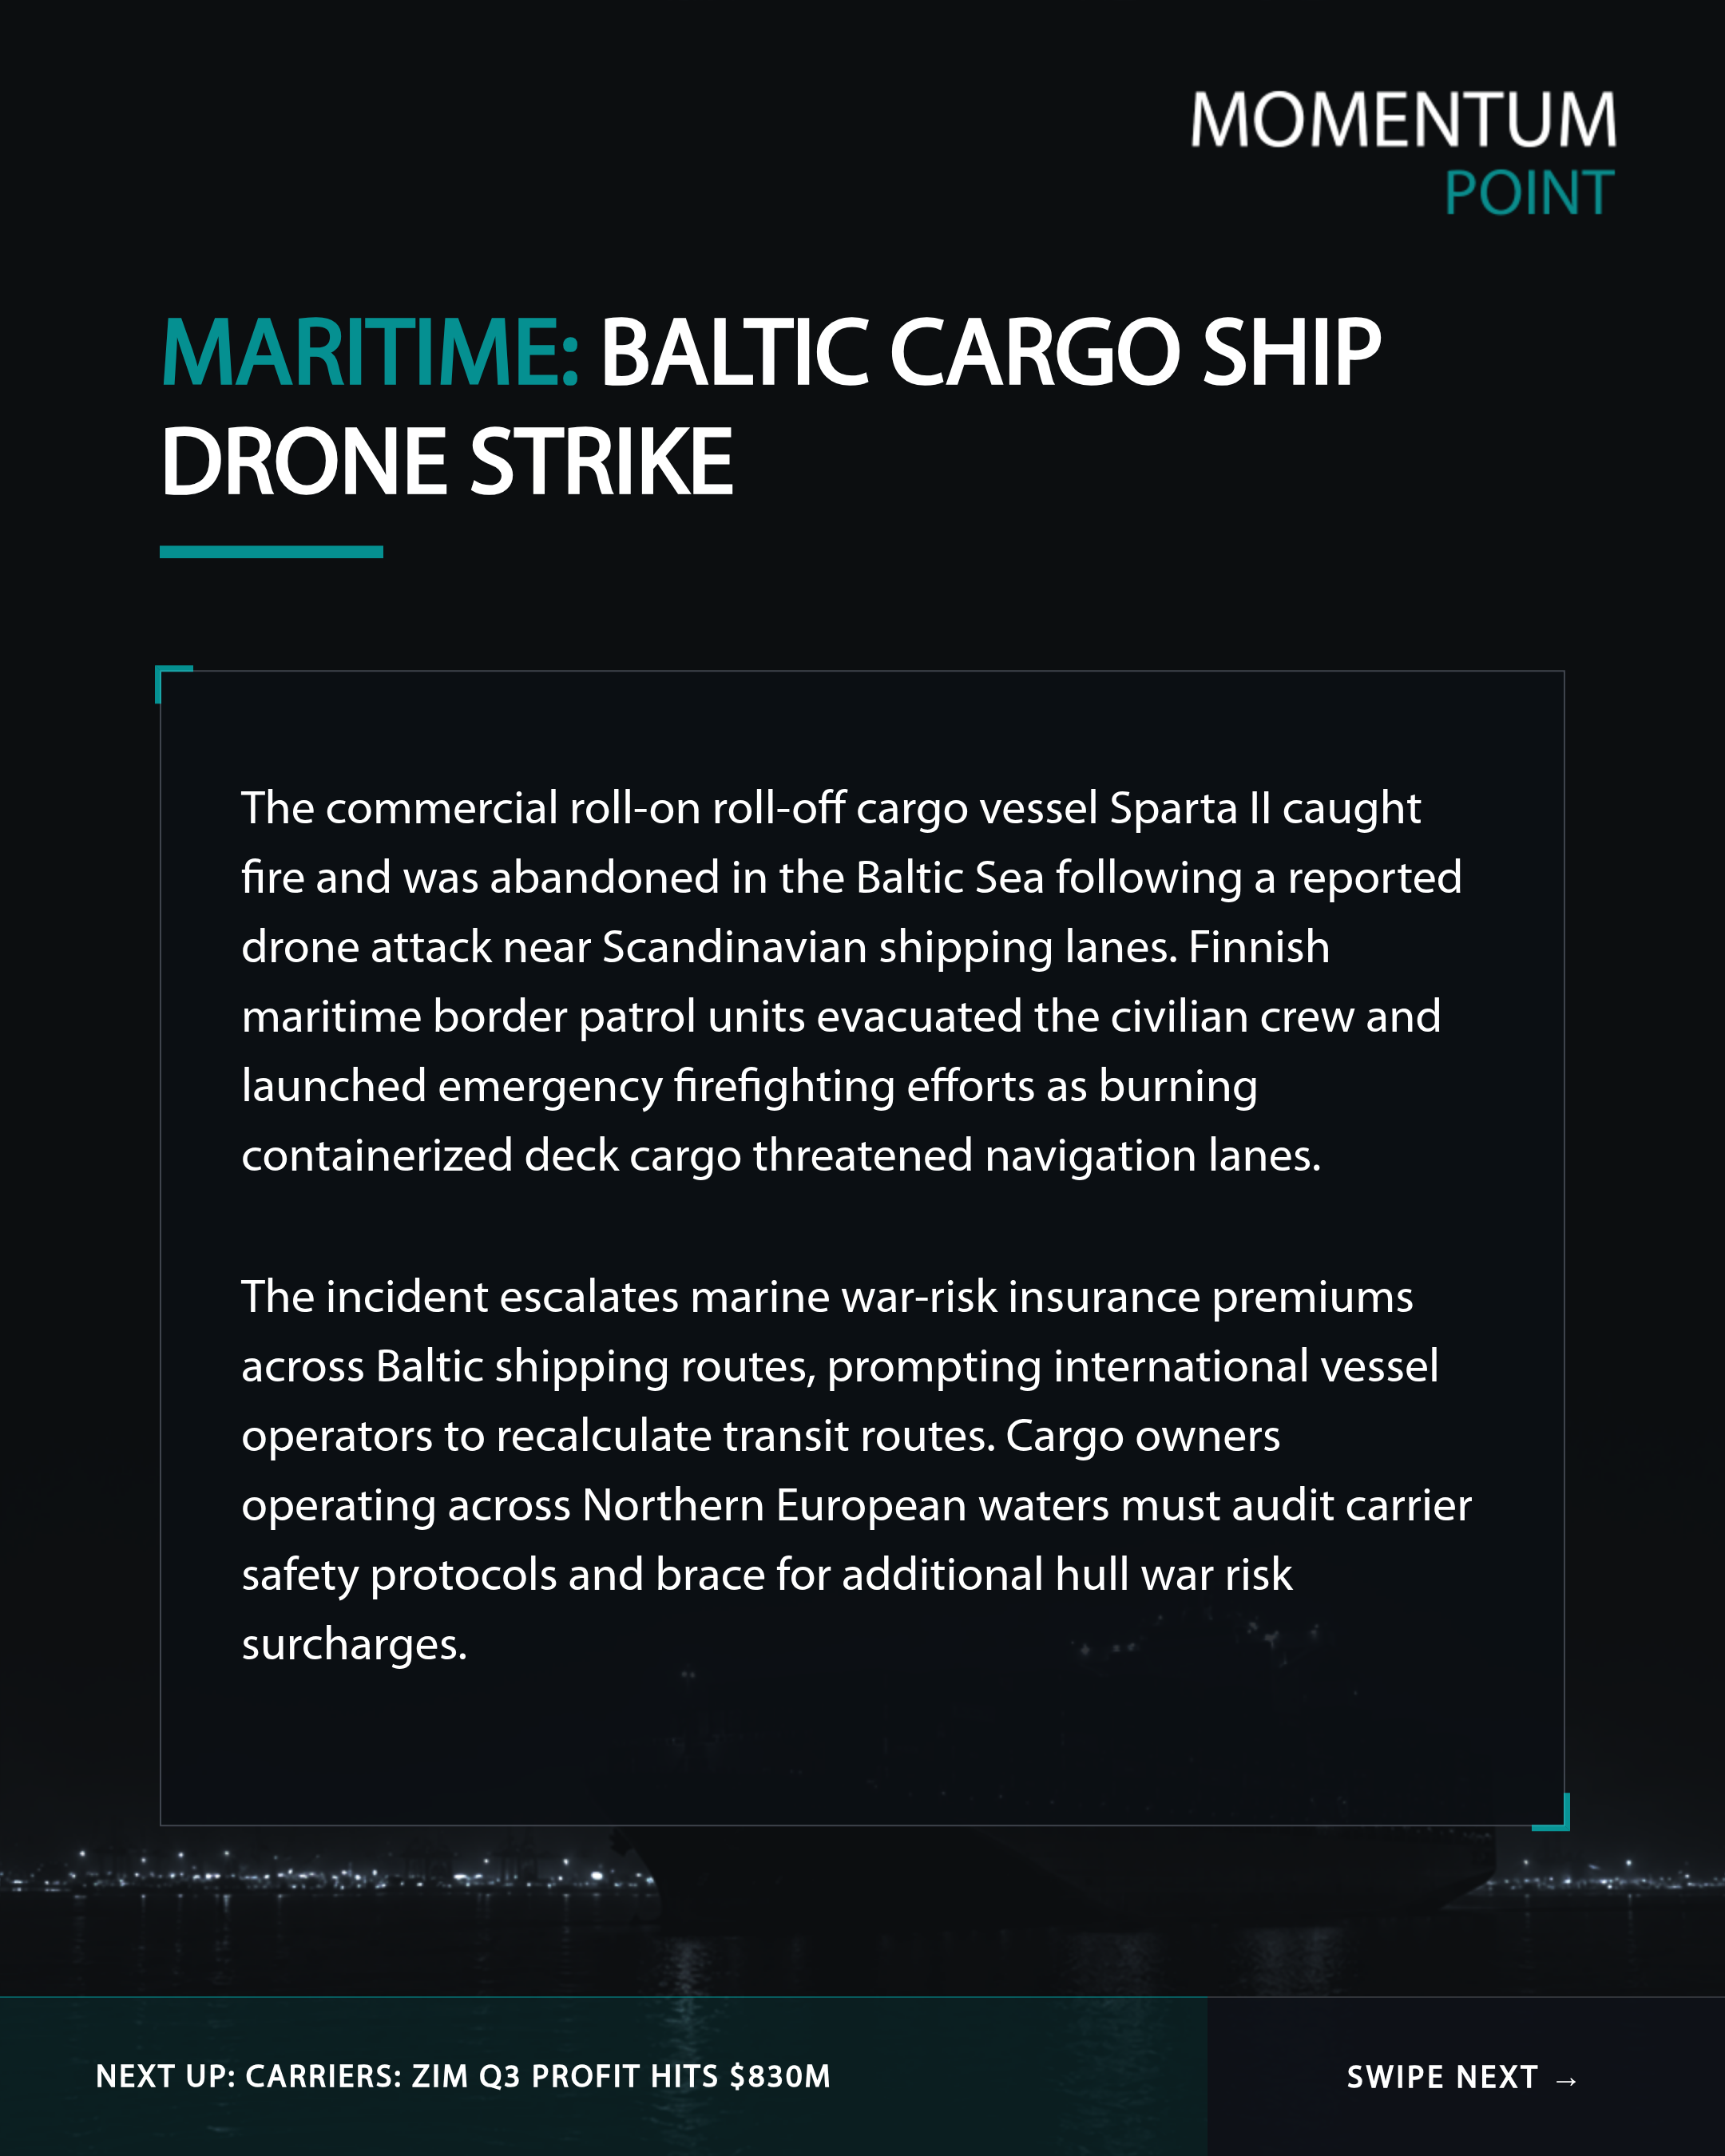 MOMENTUM
POINT
MARITIME: BALTIC CARGO SHIP
DRONE STRIKE
The commercial roll-on roll-off cargo vessel Sparta II caught
fire and was abandoned in the Baltic Sea following a reported
drone attack near Scandinavian shipping lanes. Finnish
maritime border patrol units evacuated the civilian crew and
launched emergency firefighting efforts as burning
containerized deck cargo threatened navigation lanes.
The incident escalates marine war-risk insurance premiums
across Baltic shipping routes, prompting international vessel
operators to recalculate transit routes. Cargo owners
operating across Northern European waters must audit carrier
safety protocols and brace for additional hull war risk
surcharges.
NEXT UP: CARRIERS: ZIM Q3 PROFIT HITS $830M
SWIPE NEXT →